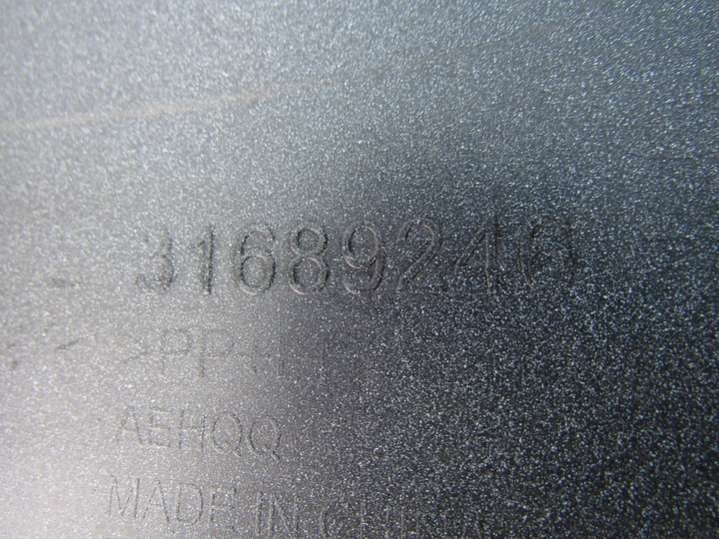 31689240
>PP+
AEHQQ
MADE IN CHINA